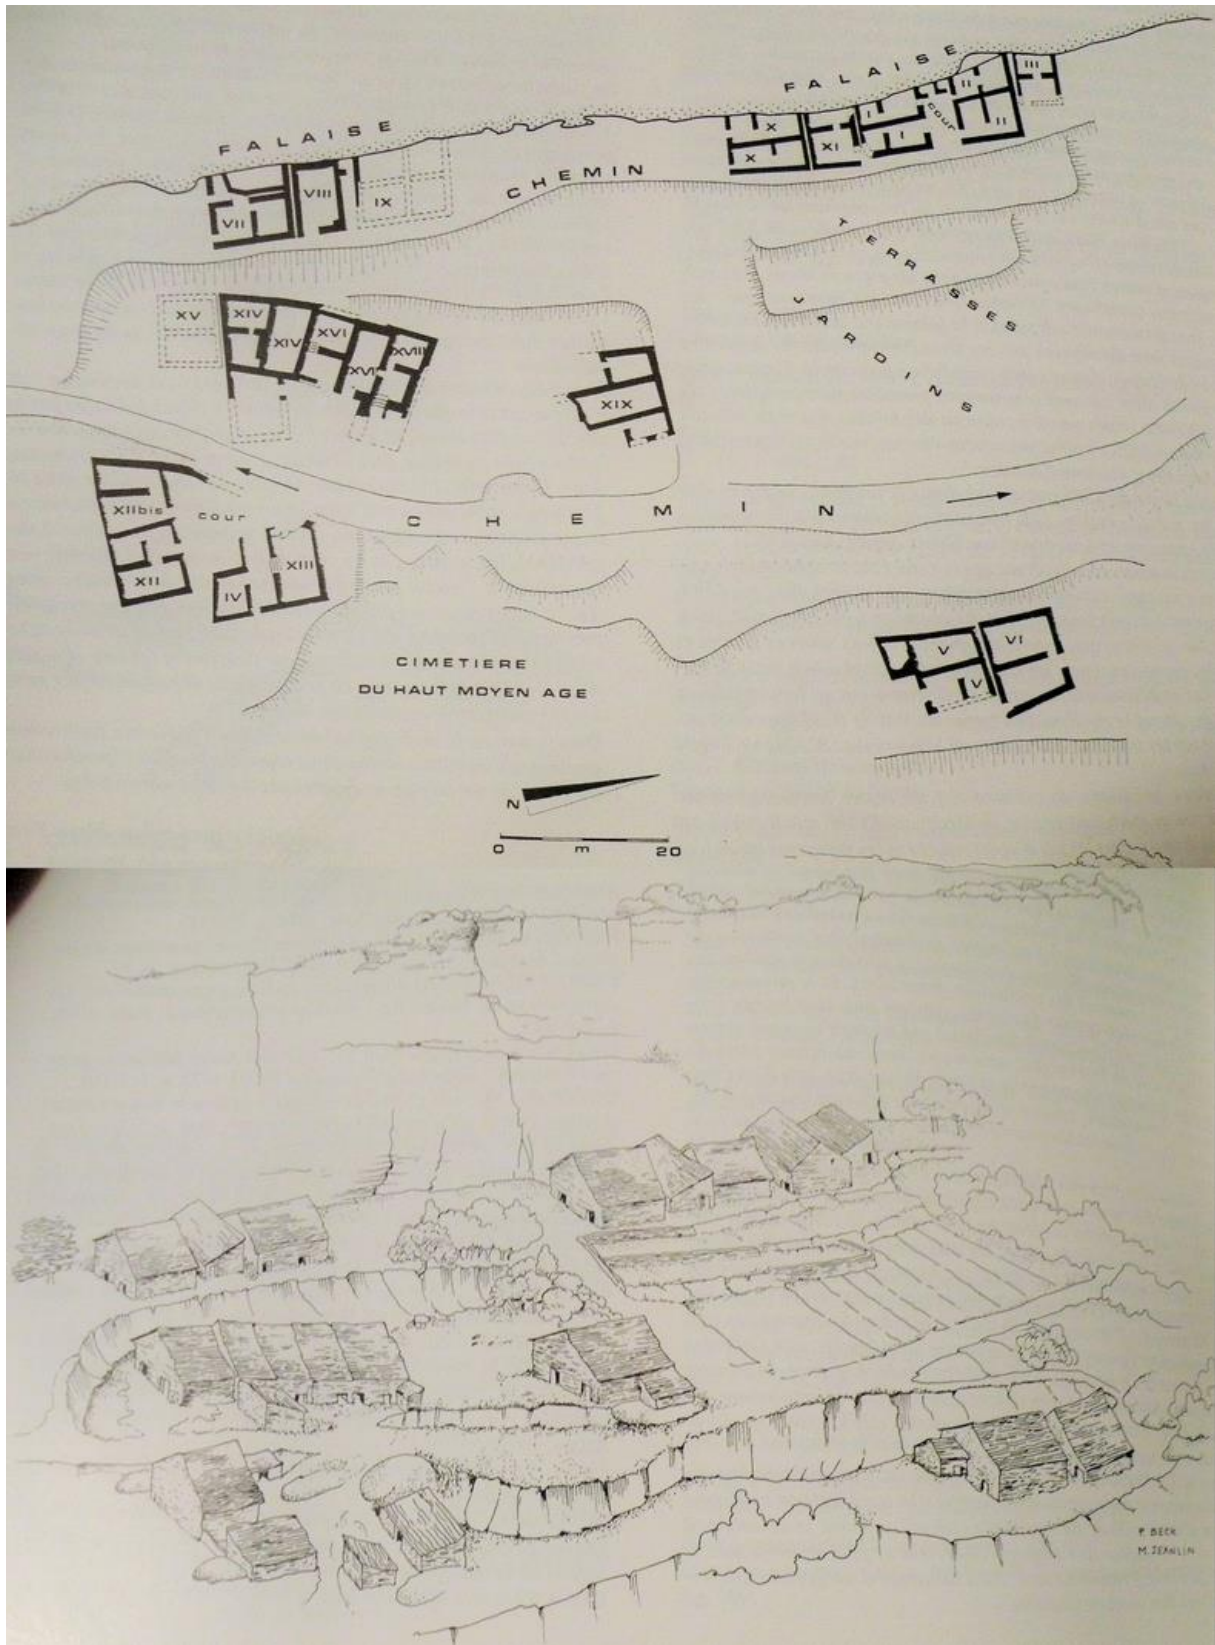 FALAISE
FALAISE
CHEMIN
VII
VIII
IX
X
X
XI
I
I
cour
II
II
III
TERRASSES
VARDINS
XV
XIV
XIV
XVI
XVI
XVII
XIX
CHEMIN
XIIbis
cour
XII
IV
XIII
CIMETIERE
DU HAUT MOYEN AGE
V
V
VI
N
0 m 20
P. BECK
M. JEANLIN